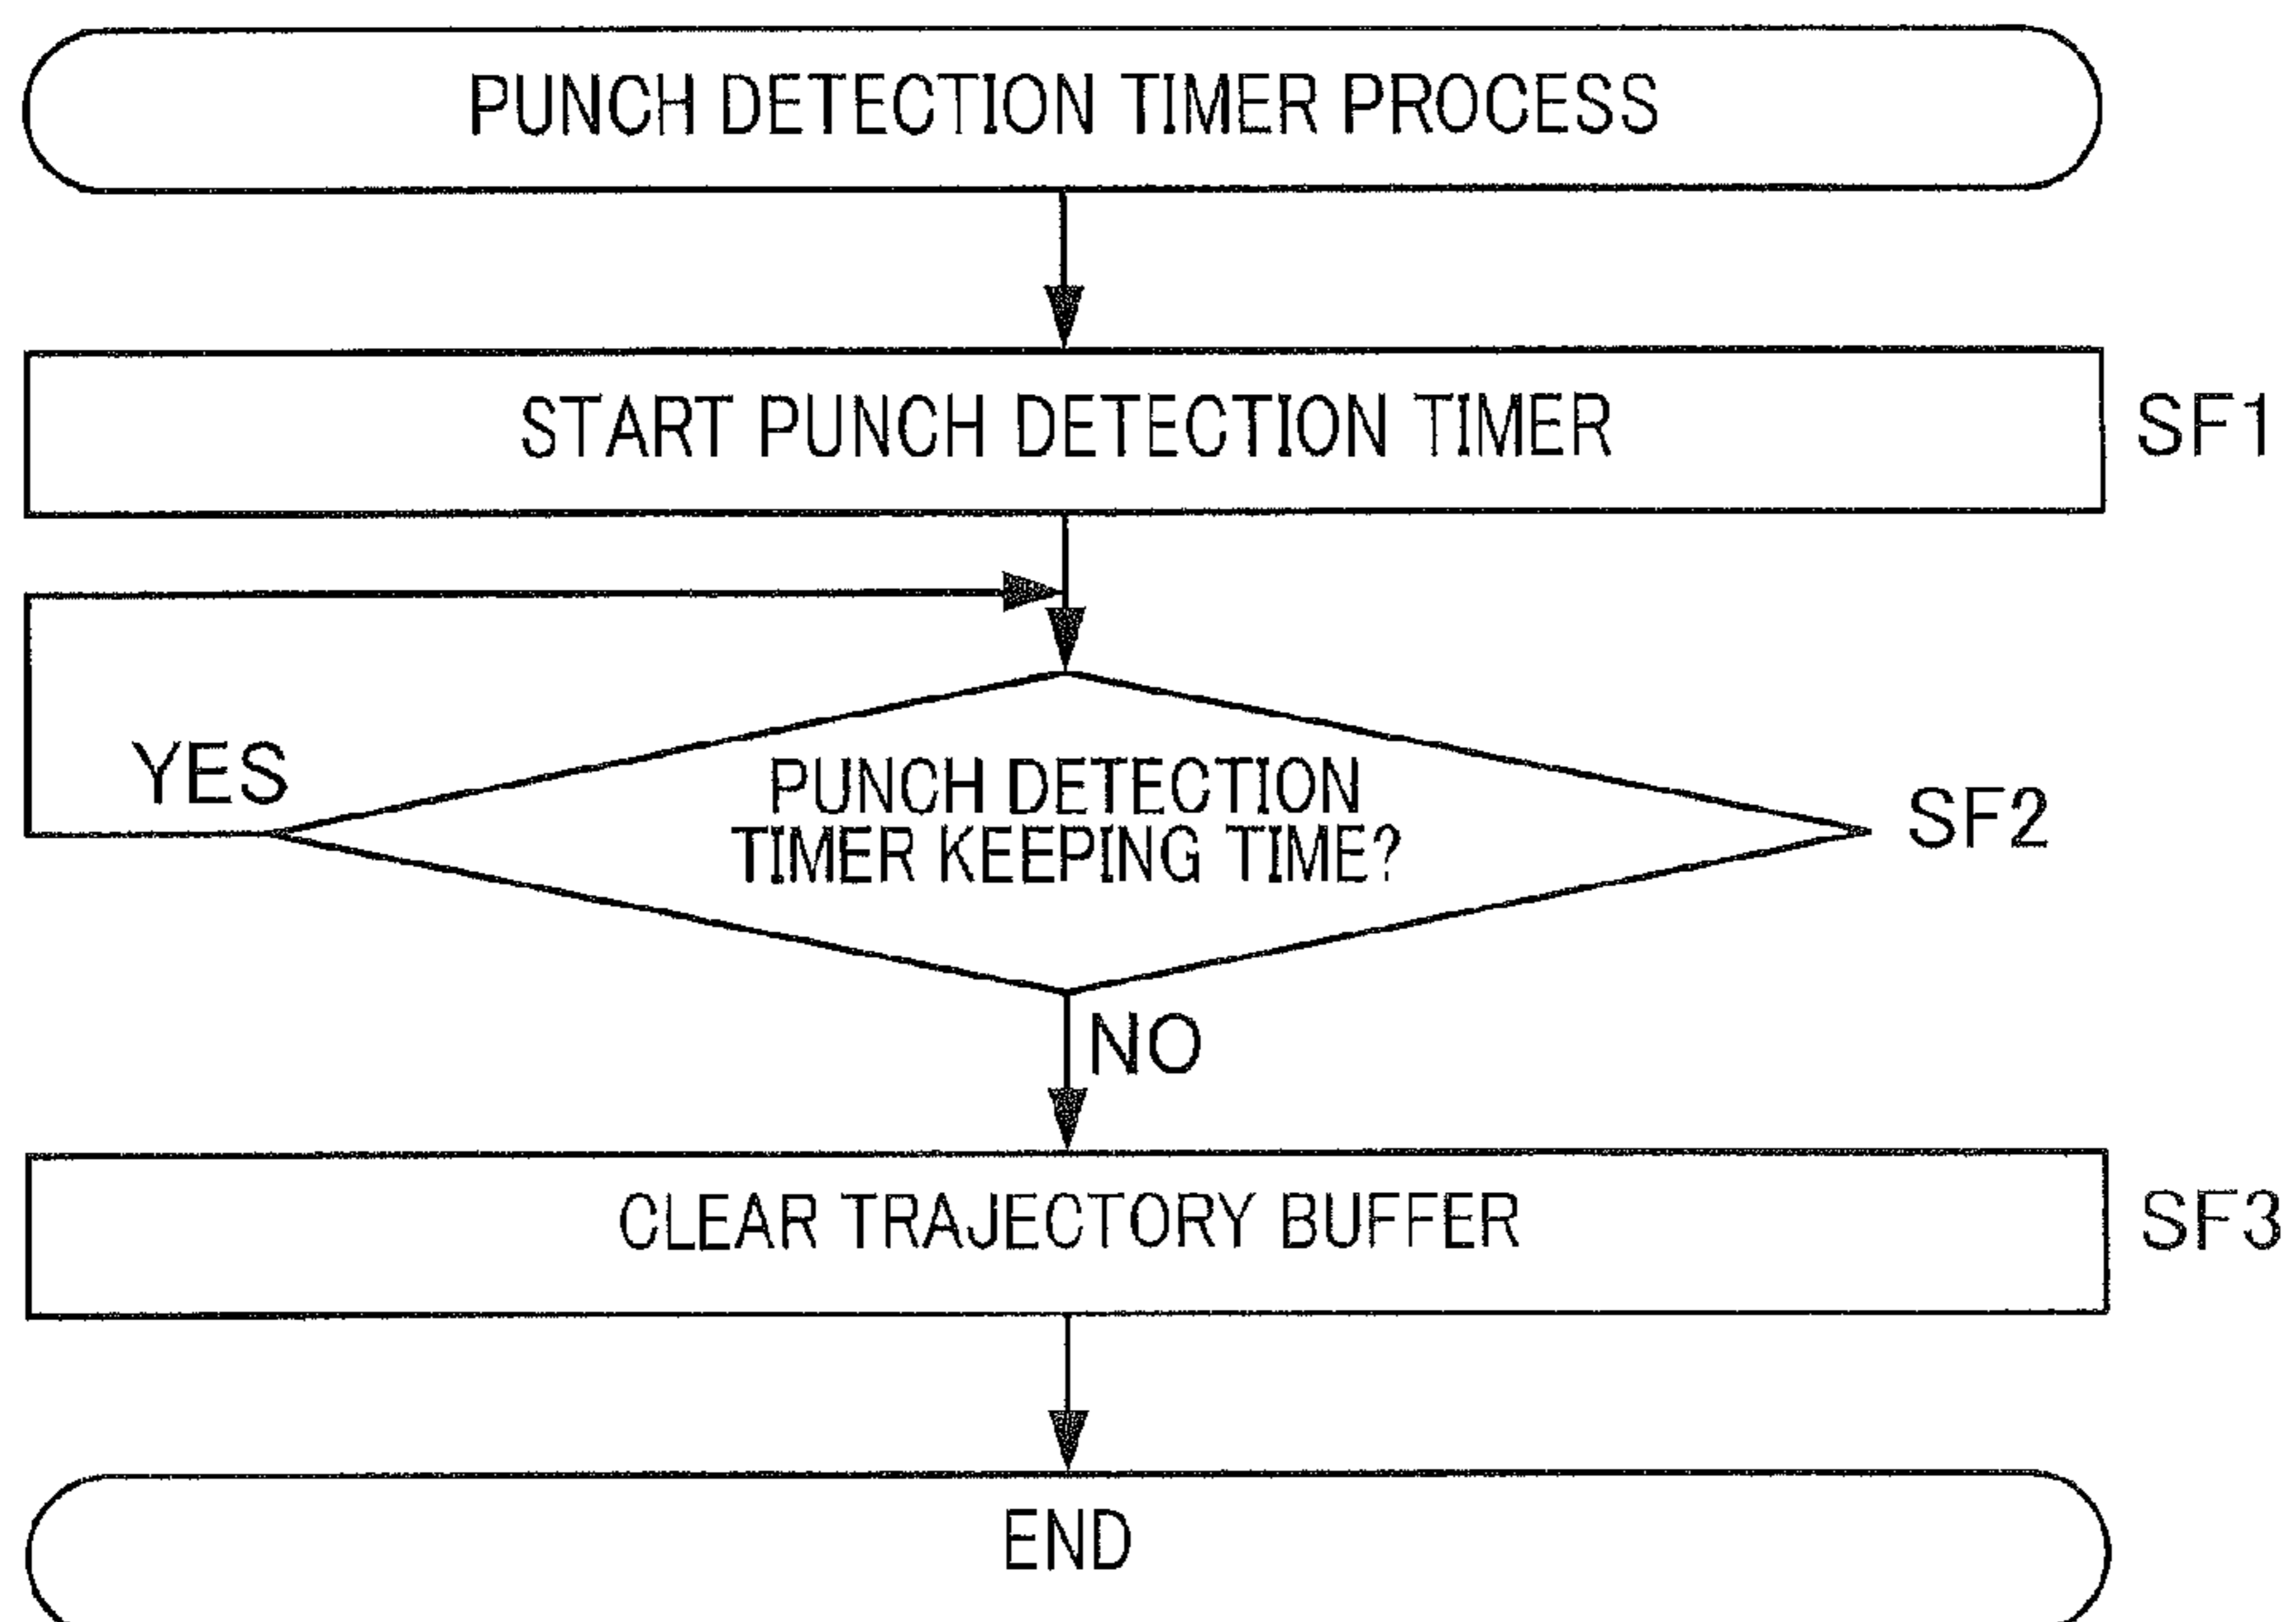 PUNCH DETECTION TIMER PROCESS
START PUNCH DETECTION TIMER
SF1
YES
PUNCH DETECTION
TIMER KEEPING TIME?
SF2
NO
CLEAR TRAJECTORY BUFFER
SF3
END